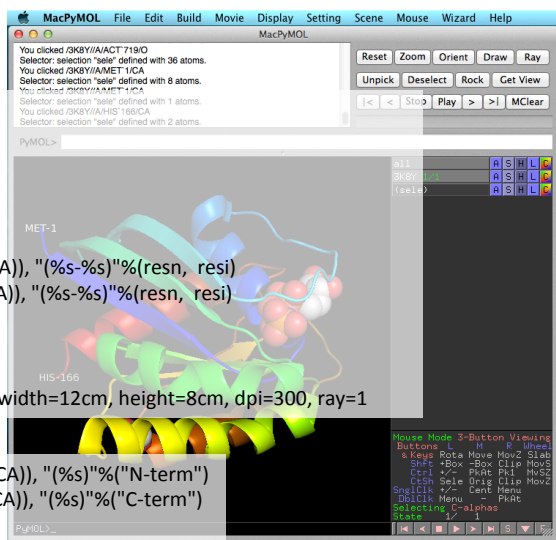 MacPyMOL File Edit Build Movie Display Setting Scene Mouse Wizard Help
MacPyMOL
You clicked /3K8Y//A/ACT`719/O
Selector: selection "sele" defined with 36 atoms.
You clicked /3K8Y//A/MET`1/CA
Selector: selection "sele" defined with 8 atoms.
You clicked /3K8Y//A/MET`1/CA
Selector: selection "sele" defined with 1 atoms.
You clicked /3K8Y//A/HIS`166/CA
Selector: selection "sele" defined with 2 atoms.
Reset Zoom Orient Draw Ray
Unpick Deselect Rock Get View
|< < Stop Play > >| MClear
PyMOL>
all A S H L C
3K8Y 1/1 A S H L C
(sele) A S H L C
MET-1
A)), "(%s-%s)"%(resn, resi)
A)), "(%s-%s)"%(resn, resi)
HIS-166
width=12cm, height=8cm, dpi=300, ray=1
CA)), "(%s)"%("N-term")
CA)), "(%s)"%("C-term")
Mouse Mode 3-Button Viewing
Buttons L M R Wheel
& Keys Rota Move MovZ Slab
Shft +Box -Box Clip MovS
Ctrl +/- PkAt Pk1 MvSZ
CtSh Sele Orig Clip MovZ
SnglClk +/- Cent Menu
DblClk Menu - PkAt
Selecting C-alphas
State 1/ 1
PyMOL>_
S F